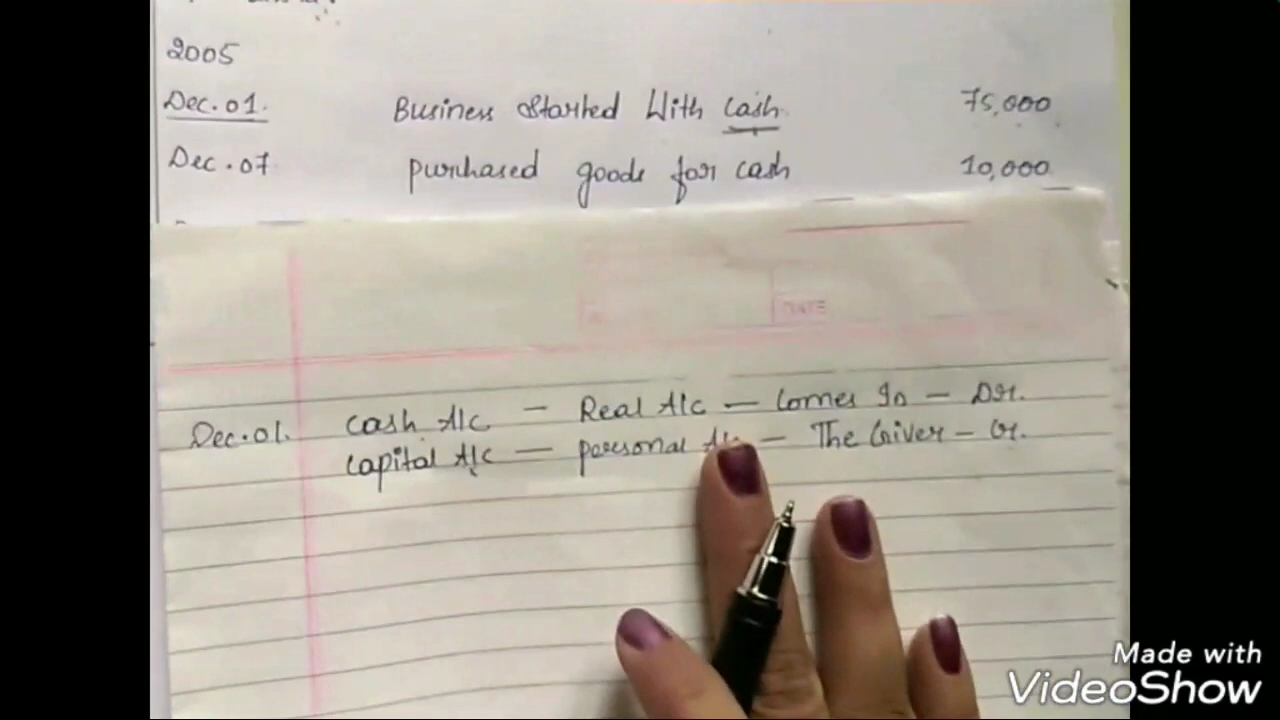 2005
Dec. 01. Business Started With cash. 75,000
Dec. 07 purchased goods for cash 10,000
DATE
Dec. 01. Cash A/c — Real A/c — Comes In — Dr.
Capital A/c — personal A/c — The Giver — Cr.
Made with
VideoShow